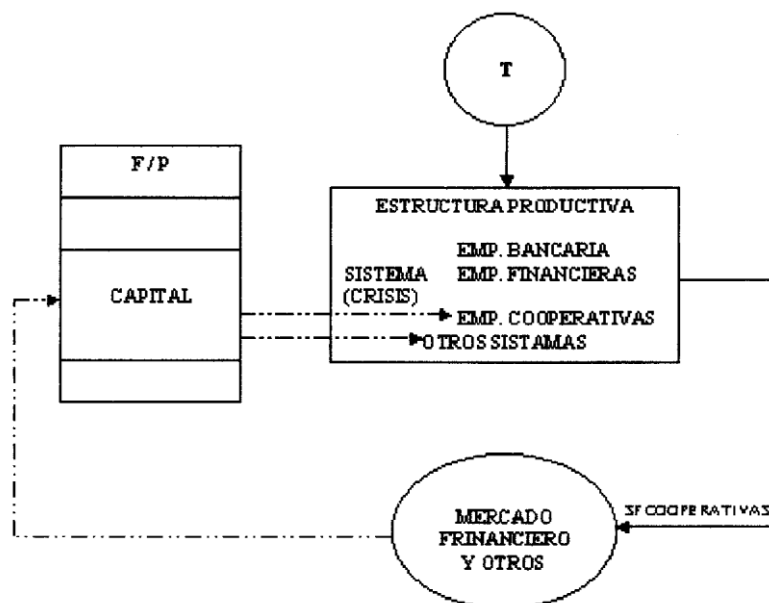 T
F/P
CAPITAL
ESTRUCTURA PRODUCTIVA
EMP. BANCARIA
SISTEMA EMP. FINANCIERAS
(CRISIS)
EMP. COOPERATIVAS
OTROS SISTAMAS
SF COOPERATIVAS
MERCADO
FRINANCIERO
Y OTROS